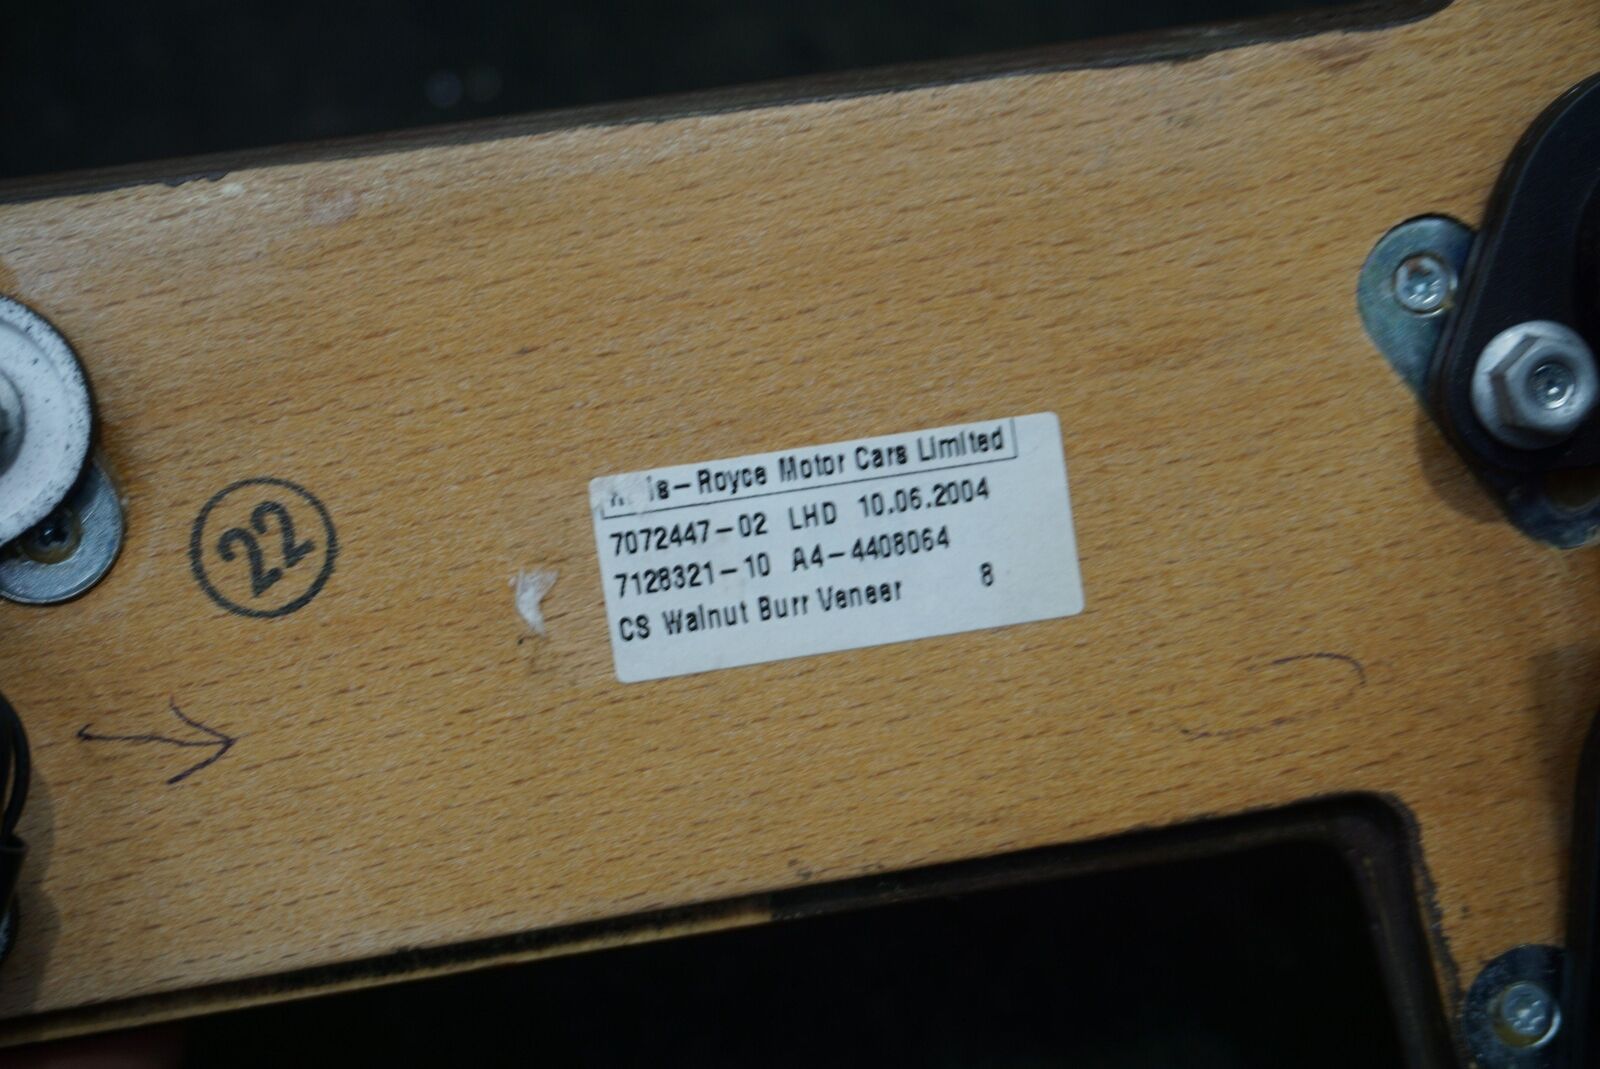 22
-Royce Motor Cars Limited
7072447-02 LHD 10.06.2004
7128321-10 A4-4408064
CS Walnut Burr Veneer 8